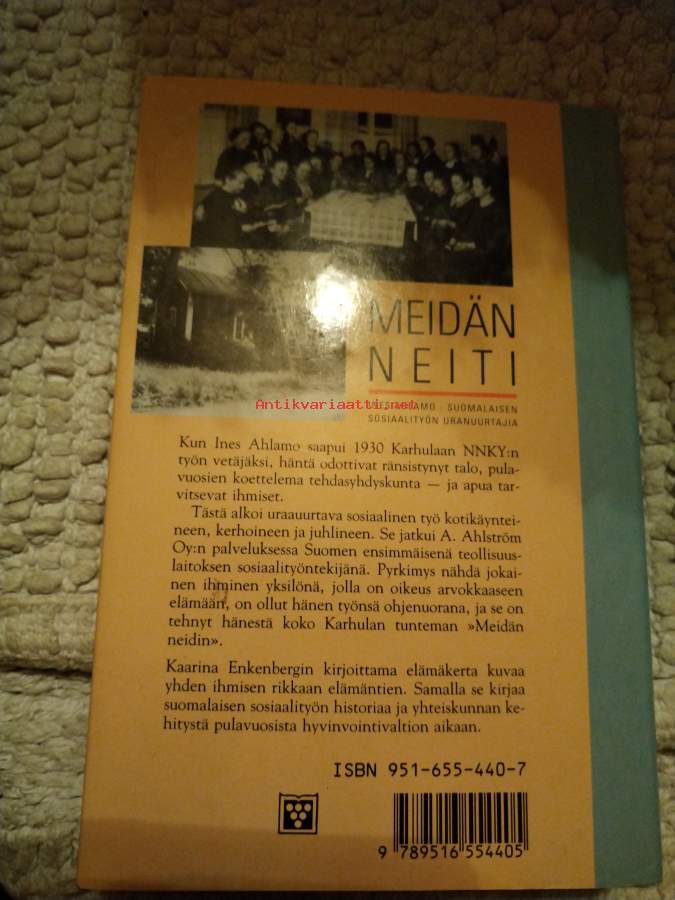 MEIDÄN
NEITI
Antikvariaatti.net
AMO · SUOMALAISEN
SOSIAALITYÖN URANUURTAJIA
Kun Ines Ahlamo saapui 1930 Karhulaan NNKY:n
työn vetäjäksi, häntä odottivat ränsistynyt talo, pula-
vuosien koettelema tehdasyhdyskunta — ja apua tar-
vitsevat ihmiset.
Tästä alkoi uraauurtava sosiaalinen työ kotikäyntei-
neen, kerhoineen ja juhlineen. Se jatkui A. Ahlström
Oy:n palveluksessa Suomen ensimmäisenä teollisuus-
laitoksen sosiaalityöntekijänä. Pyrkimys nähdä jokai-
nen ihminen yksilönä, jolla on oikeus arvokkaaseen
elämään, on ollut hänen työnsä ohjenuorana, ja se on
tehnyt hänestä koko Karhulan tunteman »Meidän
neidin».
Kaarina Enkenbergin kirjoittama elämäkerta kuvaa
yhden ihmisen rikkaan elämäntien. Samalla se kirjaa
suomalaisen sosiaalityön historiaa ja yhteiskunnan ke-
hitystä pulavuosista hyvinvointivaltion aikaan.
ISBN 951-655-440-7
9 789516 554405